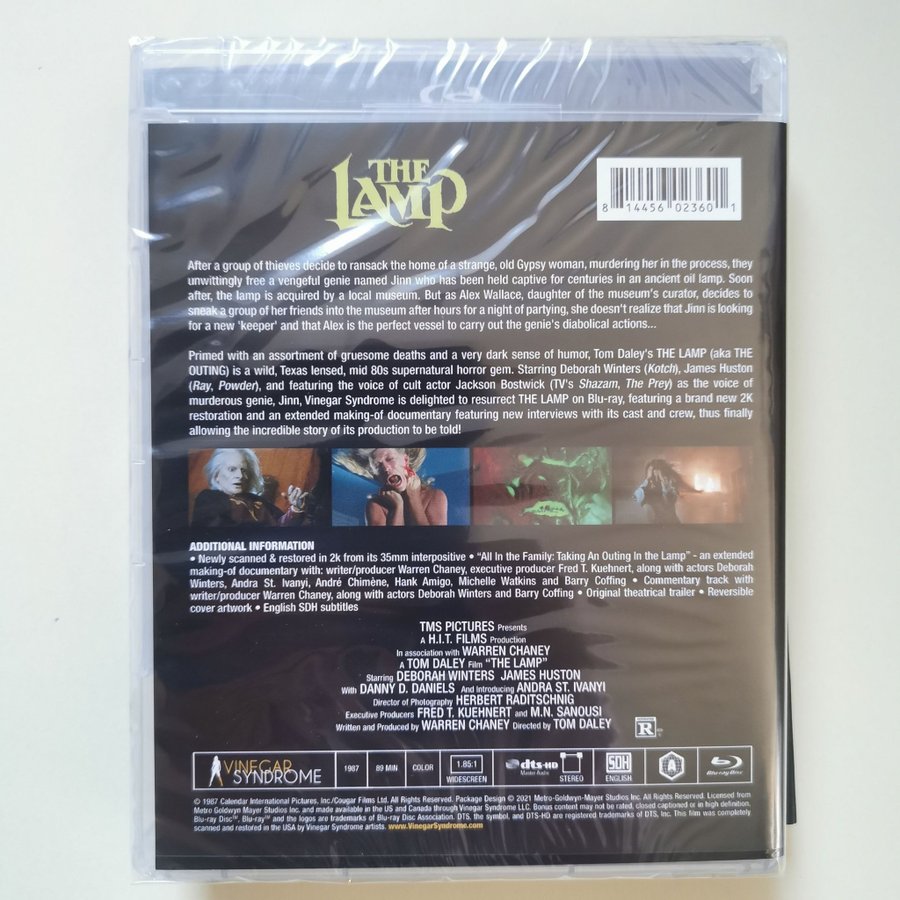 THE
LAMP
8 14456 02360 1
After a group of thieves decide to ransack the home of a strange, old Gypsy woman, murdering her in the process, they
unwittingly free a vengeful genie named Jinn who has been held captive for centuries in an ancient oil lamp. Soon
after, the lamp is acquired by a local museum. But as Alex Wallace, daughter of the museum's curator, decides to
sneak a group of her friends into the museum after hours for a night of partying, she doesn't realize that Jinn is looking
for a new 'keeper' and that Alex is the perfect vessel to carry out the genie's diabolical actions...
Primed with an assortment of gruesome deaths and a very dark sense of humor, Tom Daley's THE LAMP (aka THE
OUTING) is a wild, Texas lensed, mid 80s supernatural horror gem. Starring Deborah Winters (Kotch), James Huston
(Ray, Powder), and featuring the voice of cult actor Jackson Bostwick (TV's Shazam, The Prey) as the voice of
murderous genie, Jinn, Vinegar Syndrome is delighted to resurrect THE LAMP on Blu-ray, featuring a brand new 2K
restoration and an extended making-of documentary featuring new interviews with its cast and crew, thus finally
allowing the incredible story of its production to be told!
ADDITIONAL INFORMATION
• Newly scanned & restored in 2k from its 35mm interpositive • "All In the Family: Taking An Outing In the Lamp" - an extended
making-of documentary with: writer/producer Warren Chaney, executive producer Fred T. Kuehnert, along with actors Deborah
Winters, Andra St. Ivanyi, André Chimène, Hank Amigo, Michelle Watkins and Barry Coffing • Commentary track with
writer/producer Warren Chaney, along with actors Deborah Winters and Barry Coffing • Original theatrical trailer • Reversible
cover artwork • English SDH subtitles
TMS PICTURES Presents
A H.I.T. FILMS Production
In association with WARREN CHANEY
A TOM DALEY Film "THE LAMP"
Starring DEBORAH WINTERS JAMES HUSTON
With DANNY D. DANIELS And Introducing ANDRA ST. IVANYI
Director of Photography HERBERT RADITSCHNIG
Executive Producers FRED T. KUEHNERT and M.N. SANOUSI
Written and Produced by WARREN CHANEY Directed by TOM DALEY
R
VINEGAR SYNDROME 1987 89 MIN COLOR 1.85:1 WIDESCREEN dts-HD Master Audio STEREO SDH ENGLISH A Blu-ray Disc
© 1987 Calendar International Pictures, Inc/Cougar Films Ltd. All Rights Reserved. Package Design © 2021 Metro-Goldwyn-Mayer Studios Inc. All Rights Reserved. Licensed from
Metro-Goldwyn-Mayer Studios Inc. and made available in the US and Canada through Vinegar Syndrome LLC. Bonus content may not be rated, closed captioned or in high definition.
Blu-ray Disc™, Blu-ray™ and the logos are trademarks of Blu-ray Disc Association. DTS, the symbol, and DTS-HD are registered trademarks of DTS, Inc. This film was completely
scanned and restored in the USA by Vinegar Syndrome artists. www.VinegarSyndrome.com